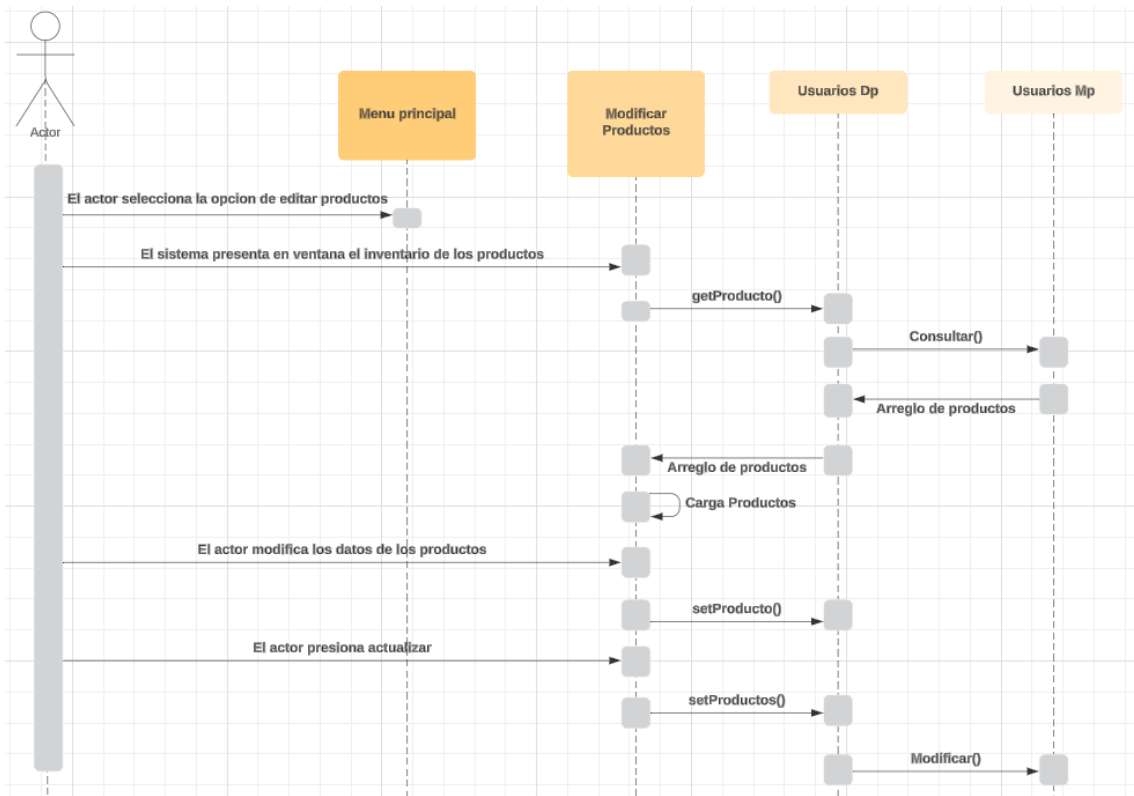 Actor
Menu principal
Modificar
Productos
Usuarios Dp
Usuarios Mp
El actor selecciona la opcion de editar productos
El sistema presenta en ventana el inventario de los productos
getProducto()
Consultar()
Arreglo de productos
Arreglo de productos
Carga Productos
El actor modifica los datos de los productos
setProducto()
El actor presiona actualizar
setProductos()
Modificar()